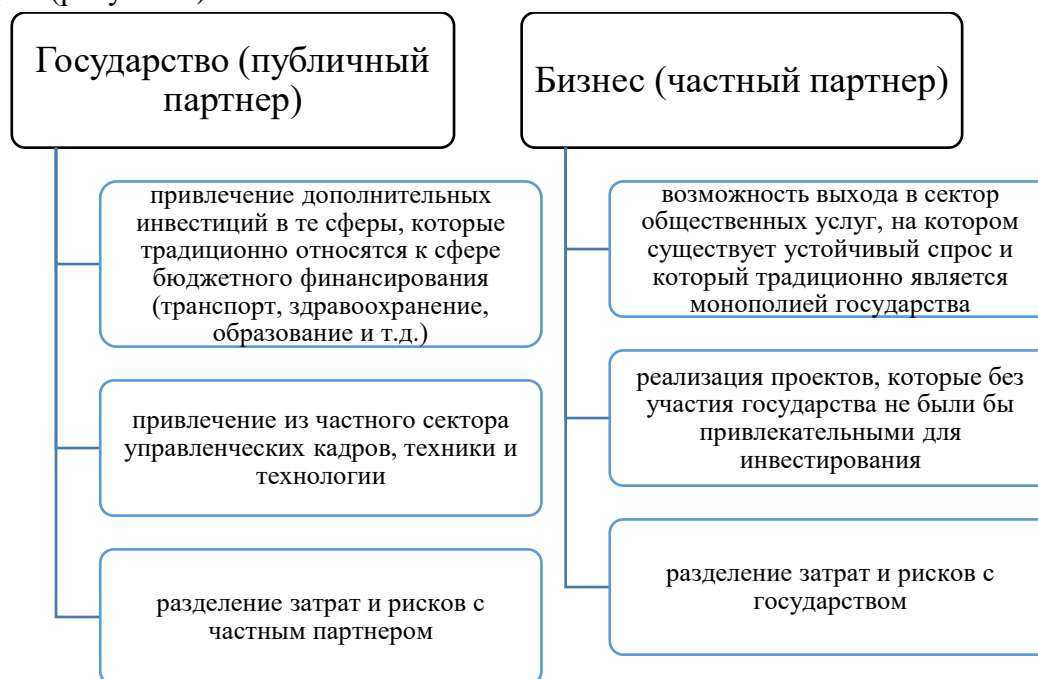 Государство (публичный
партнер)
привлечение дополнительных
инвестиций в те сферы, которые
традиционно относятся к сфере
бюджетного финансирования
(транспорт, здравоохранение,
образование и т.д.)
привлечение из частного сектора
управленческих кадров, техники и
технологии
разделение затрат и рисков с
частным партнером
Бизнес (частный партнер)
возможность выхода в сектор
общественных услуг, на котором
существует устойчивый спрос и
который традиционно является
монополией государства
реализация проектов, которые без
участия государства не были бы
привлекательными для
инвестирования
разделение затрат и рисков с
государством